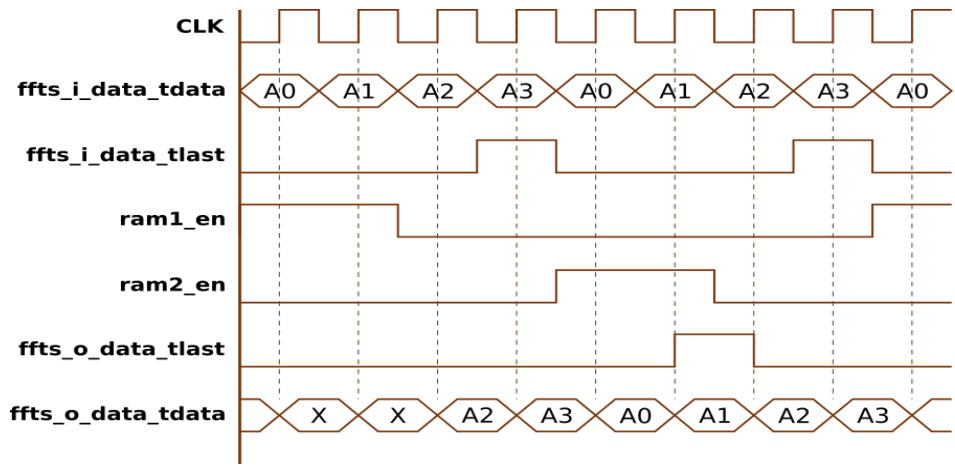 CLK
ffts_i_data_tdata A0 A1 A2 A3 A0 A1 A2 A3 A0
ffts_i_data_tlast
ram1_en
ram2_en
ffts_o_data_tlast
ffts_o_data_tdata X X A2 A3 A0 A1 A2 A3